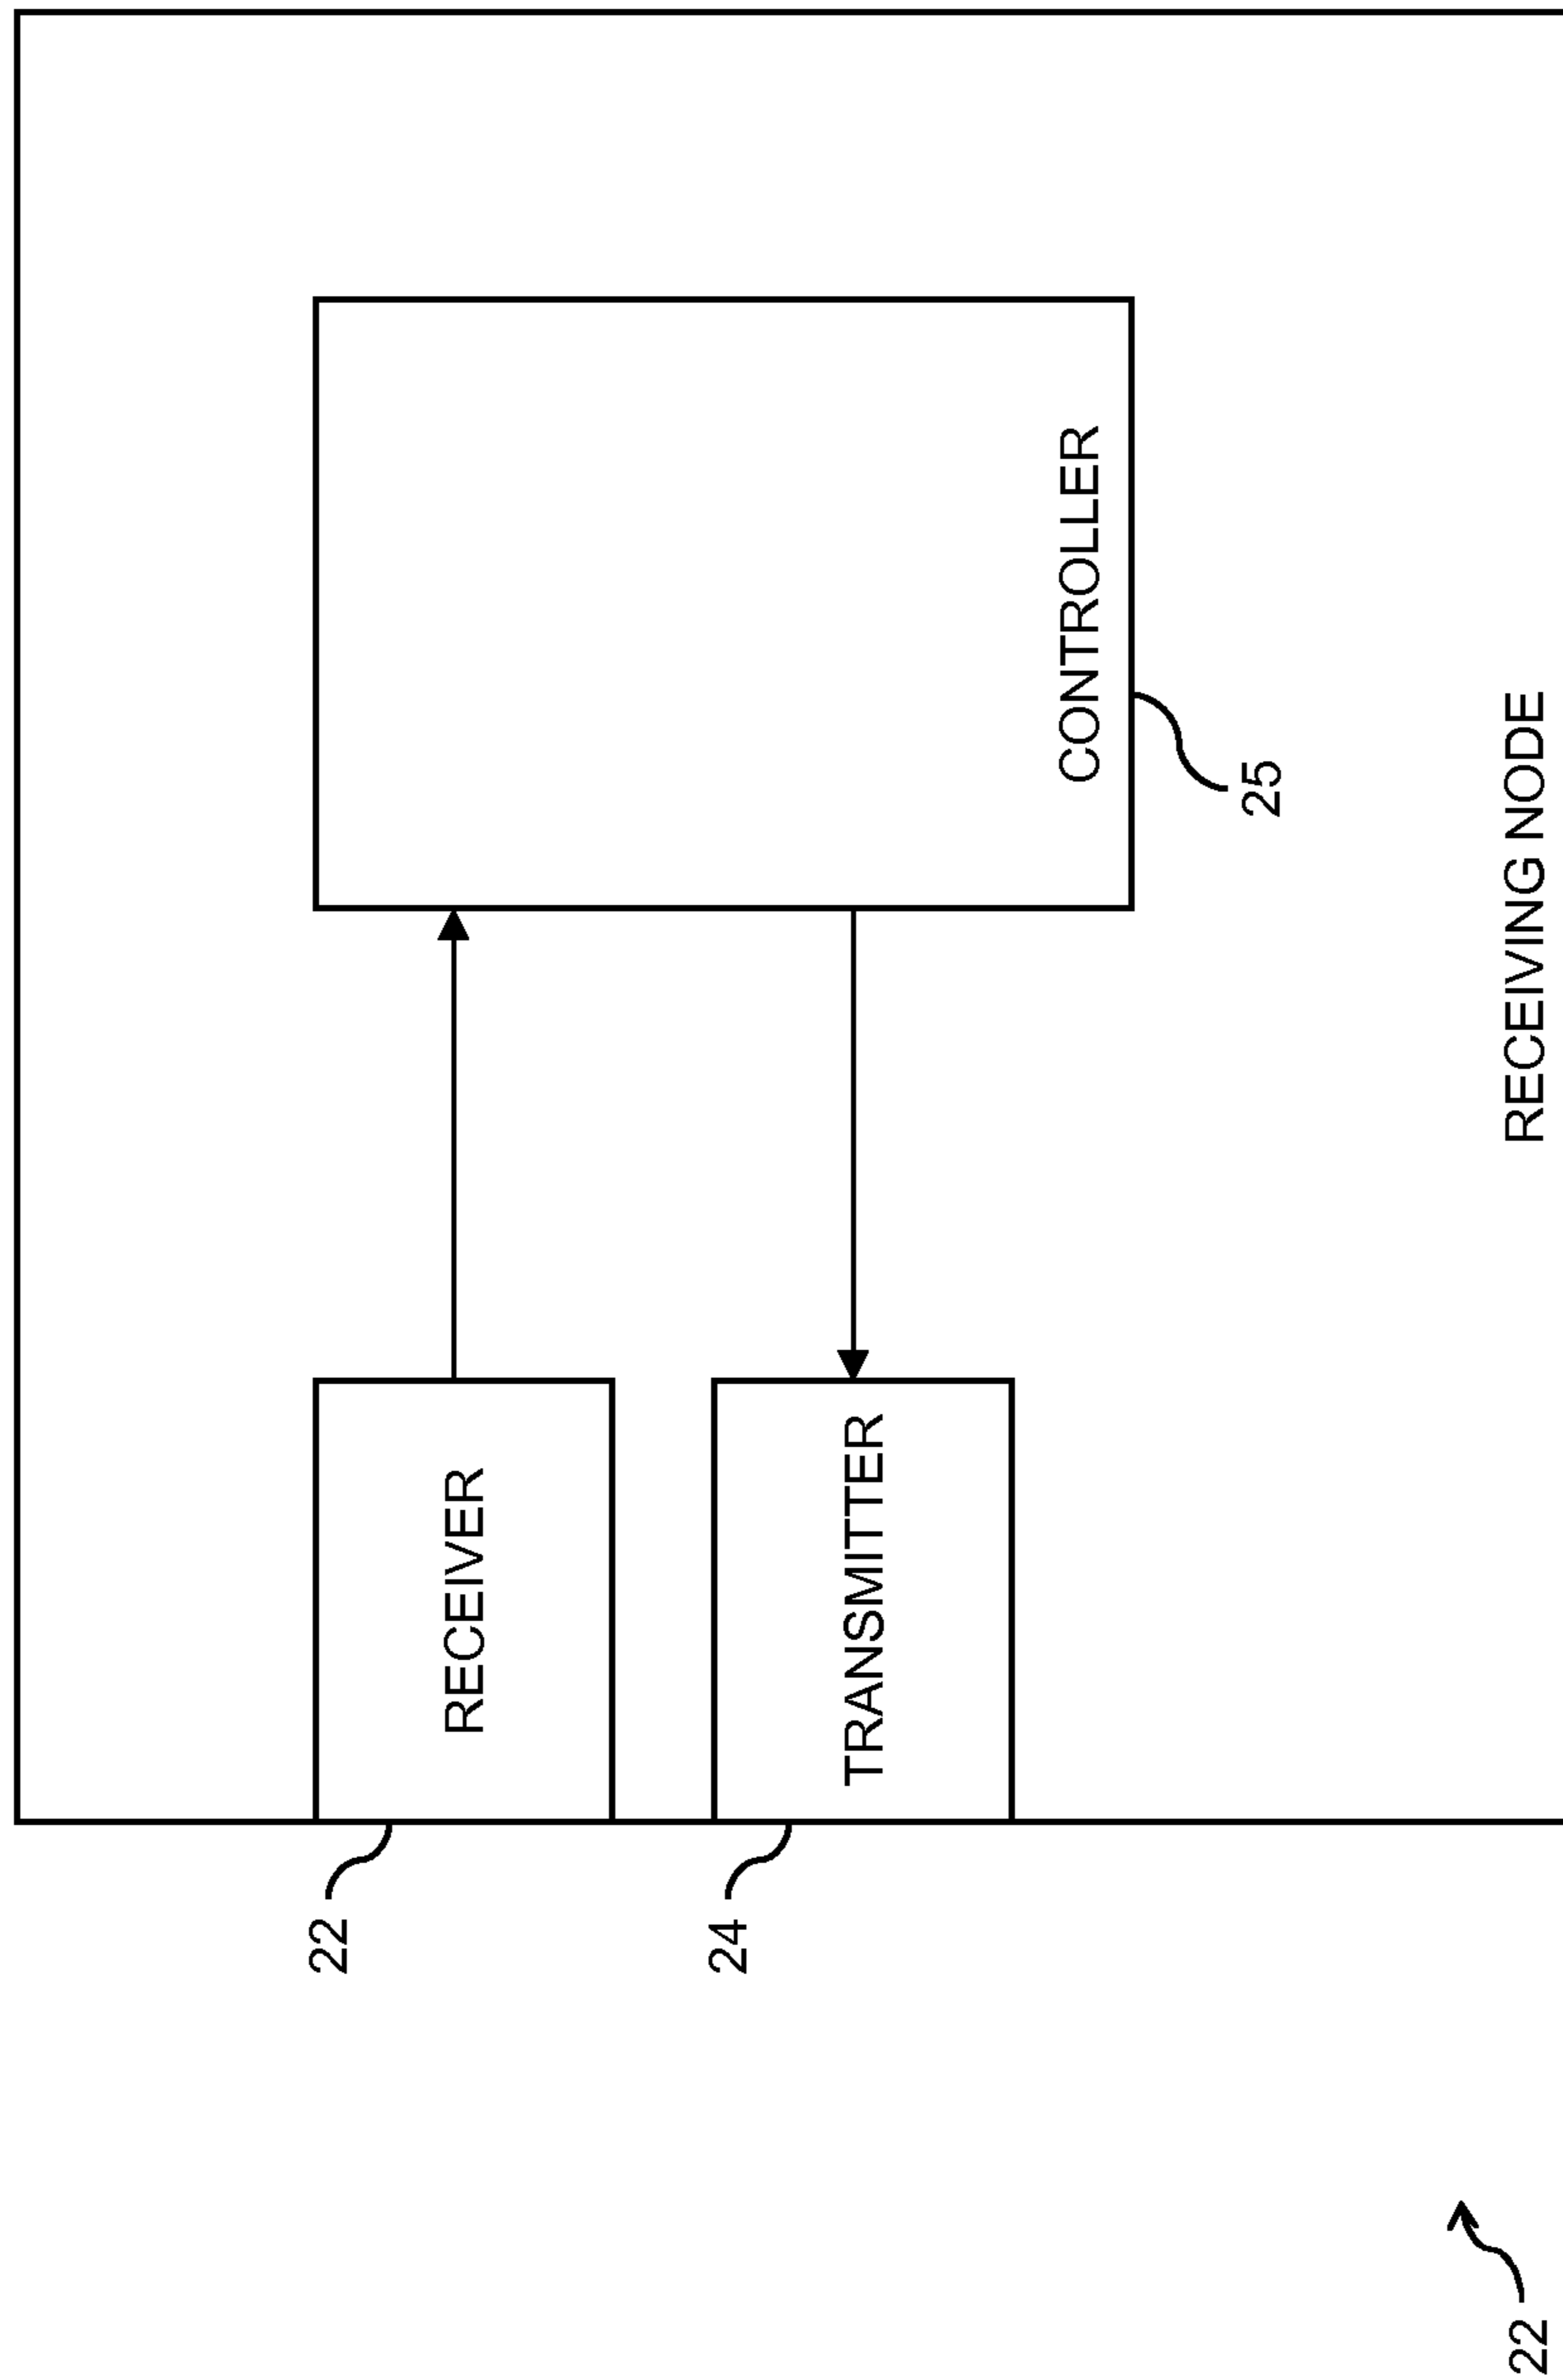 22
RECEIVER
24
TRANSMITTER
CONTROLLER
25
22
RECEIVING NODE